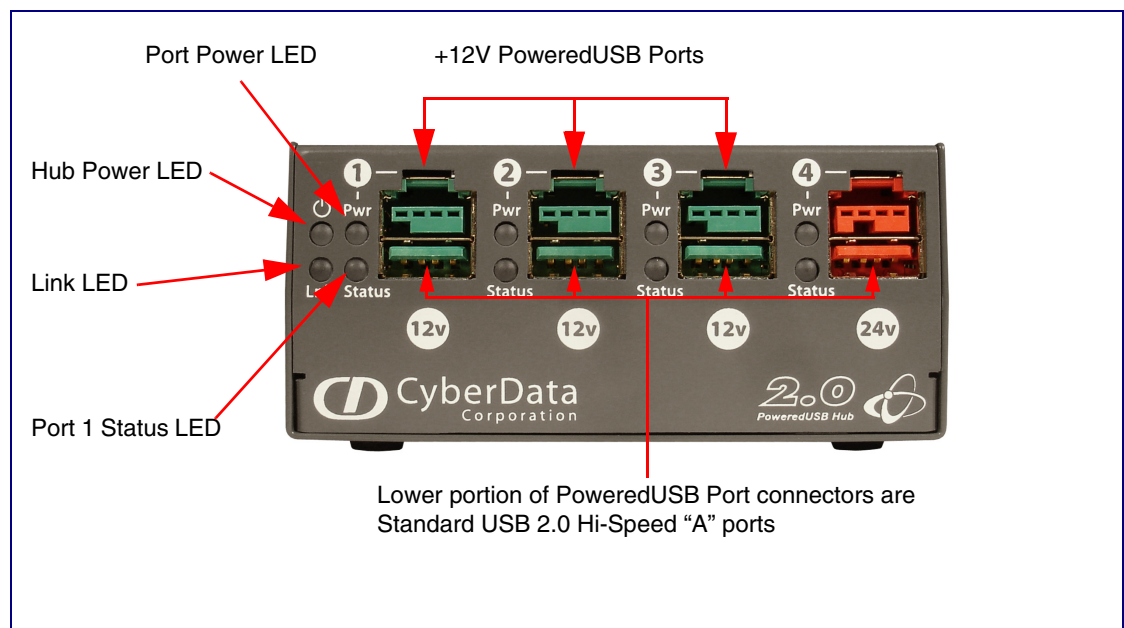 Port Power LED
+12V PoweredUSB Ports
Hub Power LED
Link LED
Port 1 Status LED
1 2 3 4
Pwr Pwr Pwr Pwr
Status Status Status Status
12v 12v 12v 24v
CyberData
Corporation
2.0
PoweredUSB Hub
Lower portion of PoweredUSB Port connectors are
Standard USB 2.0 Hi-Speed “A” ports